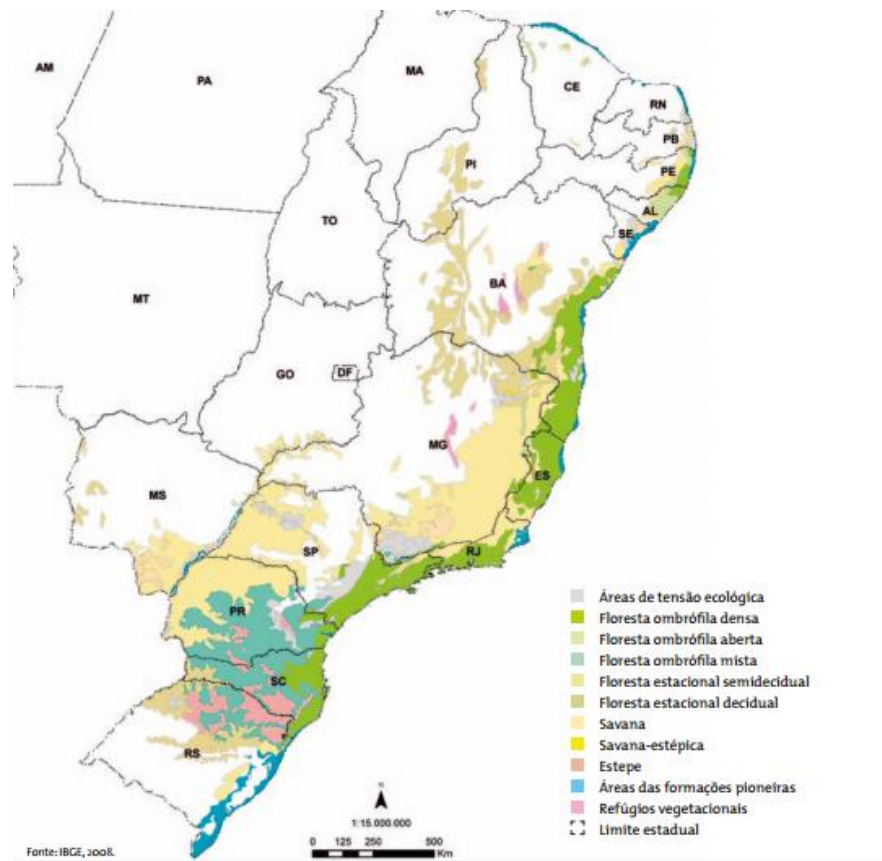 AM
PA
MA
CE
RN
PB
PE
AL
SE
PI
TO
BA
MT
GO
DF
MG
ES
MS
SP
RJ
PR
SC
RS
Áreas de tensão ecológica
Floresta ombrófila densa
Floresta ombrófila aberta
Floresta ombrófila mista
Floresta estacional semidecidual
Floresta estacional decidual
Savana
Savana-estépica
Estepe
Áreas das formações pioneiras
Refúgios vegetacionais
Limite estadual
N
1:15.000.000
0 125 250 500
Km
Fonte: IBGE, 2008.